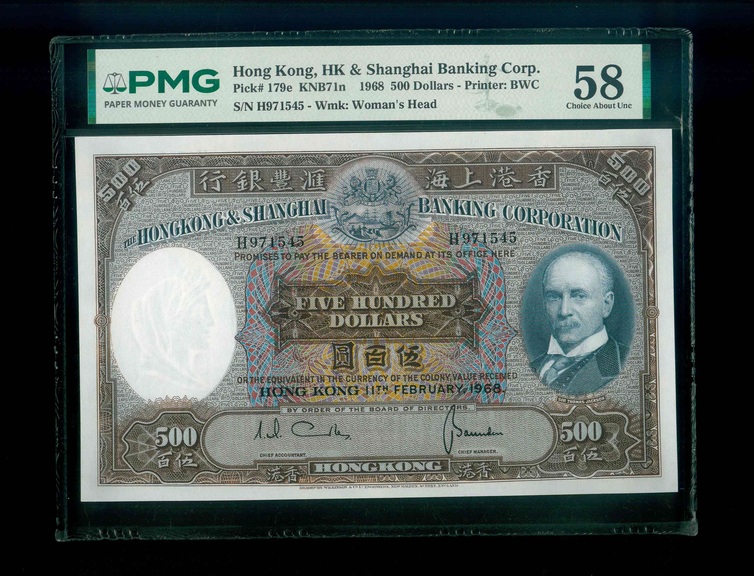 PMG
PAPER MONEY GUARANTY
Hong Kong, HK & Shanghai Banking Corp.
Pick# 179e KNB71n 1968 500 Dollars - Printer: BWC
S/N H971545 - Wmk: Woman's Head
58
Choice About Unc
500
伍百
行銀豐滙
海上港香
500
伍百
THE HONGKONG & SHANGHAI BANKING CORPORATION
H971545 H971545
PROMISES TO PAY THE BEARER ON DEMAND AT ITS OFFICE HERE
FIVE HUNDRED
DOLLARS
圓百伍
OR THE EQUIVALENT IN THE CURRENCY OF THE COLONY, VALUE RECEIVED
HONG KONG 11TH FEBRUARY, 1968.
BY ORDER OF THE BOARD OF DIRECTORS.
500
百伍
500
百伍
CHIEF ACCOUNTANT.
CHIEF MANAGER.
港香
HONGKONG
港香